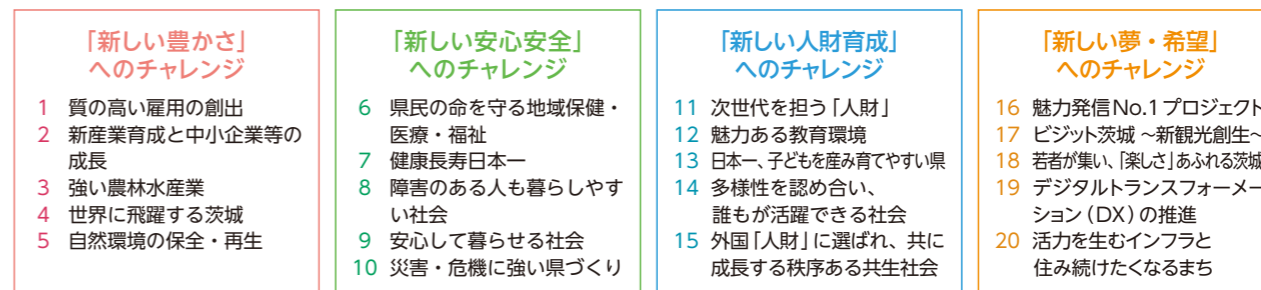 「新しい豊かさ」
へのチャレンジ
1 質の高い雇用の創出
2 新産業育成と中小企業等の
成長
3 強い農林水産業
4 世界に飛躍する茨城
5 自然環境の保全・再生
「新しい安心安全」
へのチャレンジ
6 県民の命を守る地域保健・
医療・福祉
7 健康長寿日本一
8 障害のある人も暮らしやす
い社会
9 安心して暮らせる社会
10 災害・危機に強い県づくり
「新しい人財育成」
へのチャレンジ
11 次世代を担う「人財」
12 魅力ある教育環境
13 日本一、子どもを産み育てやすい県
14 多様性を認め合い、
誰もが活躍できる社会
15 外国「人財」に選ばれ、共に
成長する秩序ある共生社会
「新しい夢・希望」
へのチャレンジ
16 魅力発信No.1プロジェクト
17 ビジット茨城 ～新観光創生～
18 若者が集い、「楽しさ」あふれる茨城
19 デジタルトランスフォーメー
ション(DX)の推進
20 活力を生むインフラと
住み続けたくなるまち